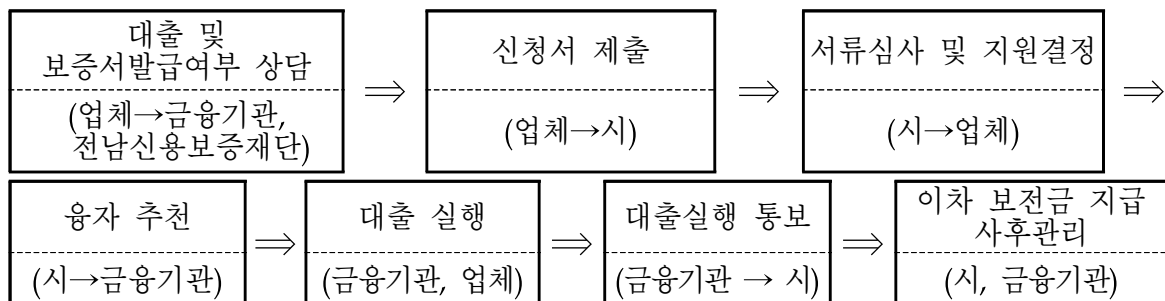 대출 및
보증서발급여부 상담
(업체→금융기관,
전남신용보증재단)
⇒
신청서 제출
(업체→시)
⇒
서류심사 및 지원결정
(시→업체)
⇒
융자 추천
(시→금융기관)
⇒
대출 실행
(금융기관, 업체)
⇒
대출실행 통보
(금융기관 → 시)
⇒
이차 보전금 지급
사후관리
(시, 금융기관)